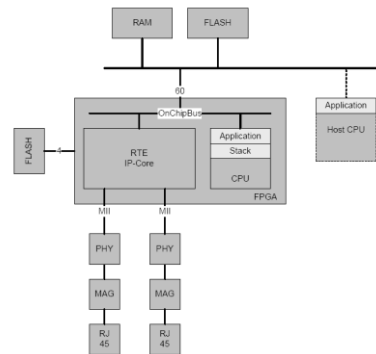 RAM
FLASH
60
OnChipBus
Application
Host CPU
FLASH
4
RTE
IP-Core
Application
Stack
CPU
FPGA
MII
MII
PHY
PHY
MAG
MAG
RJ
45
RJ
45